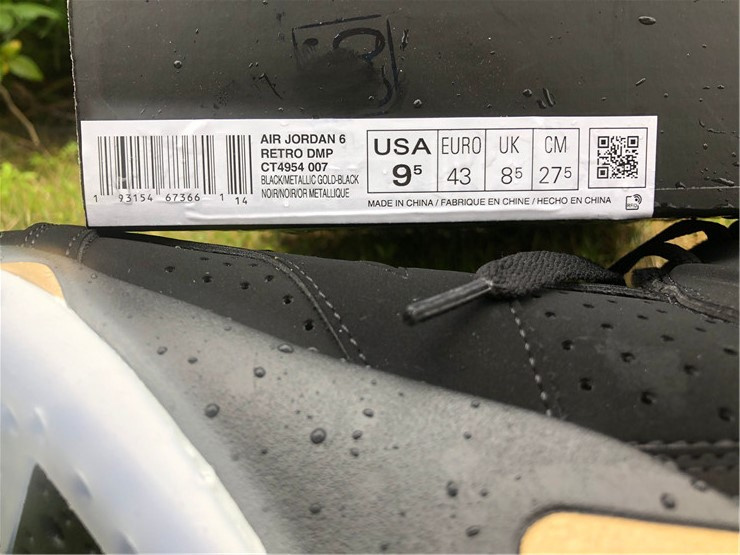 AIR JORDAN 6
RETRO DMP
CT4954 007
BLACK/METALLIC GOLD-BLACK
NOIR/NOIR/OR METALLIQUE
1 93154 67366 1 14
USA EURO UK CM
9⁵ 43 8⁵ 27⁵
MADE IN CHINA / FABRIQUE EN CHINE / HECHO EN CHINA